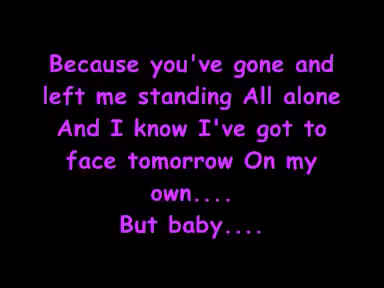 Because you've gone and
left me standing All alone
And I know I've got to
face tomorrow On my
own....
But baby....